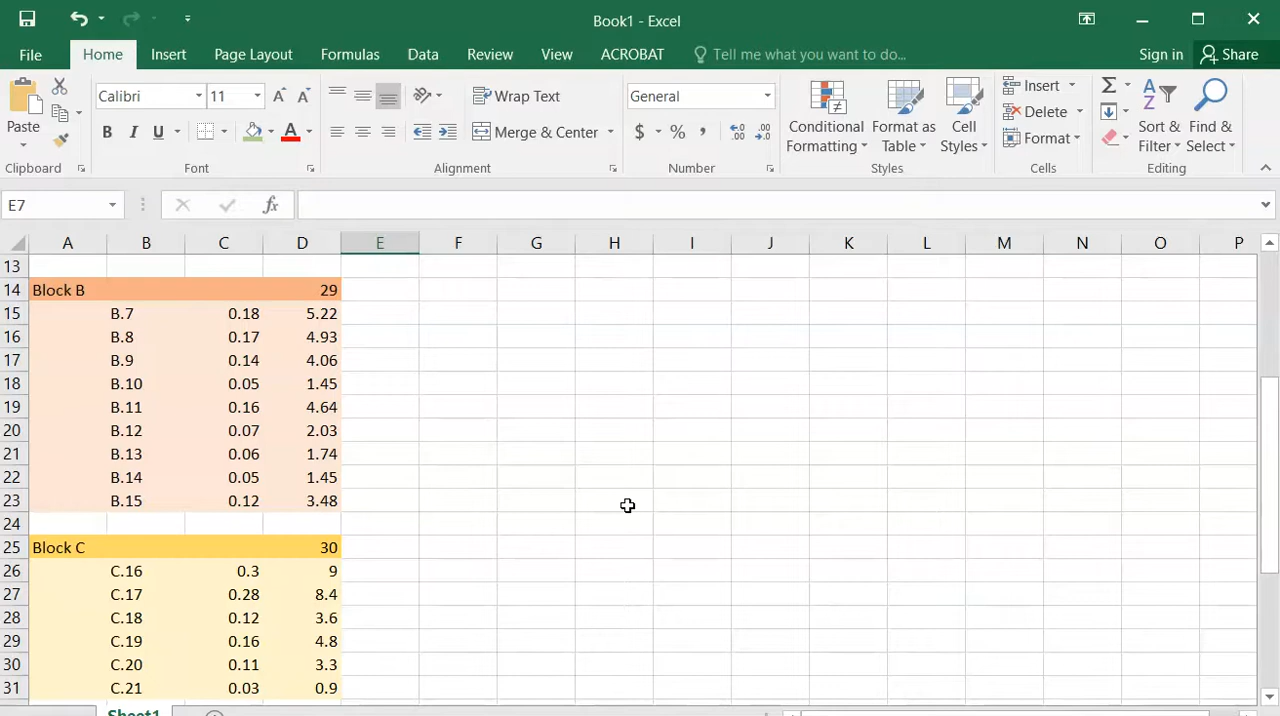 Book1 - Excel
File Home Insert Page Layout Formulas Data Review View ACROBAT Tell me what you want to do... Sign in Share
Calibri 11 Wrap Text General Insert
Paste B I U Merge & Center $ % , Conditional Formatting Format as Table Cell Styles Delete Format Sort & Filter Find & Select
Clipboard Font Alignment Number Styles Cells Editing
E7 fx
A B C D E F G H I J K L M N O P
13
14 Block B 29
15 B.7 0.18 5.22
16 B.8 0.17 4.93
17 B.9 0.14 4.06
18 B.10 0.05 1.45
19 B.11 0.16 4.64
20 B.12 0.07 2.03
21 B.13 0.06 1.74
22 B.14 0.05 1.45
23 B.15 0.12 3.48
24
25 Block C 30
26 C.16 0.3 9
27 C.17 0.28 8.4
28 C.18 0.12 3.6
29 C.19 0.16 4.8
30 C.20 0.11 3.3
31 C.21 0.03 0.9
Sheet1